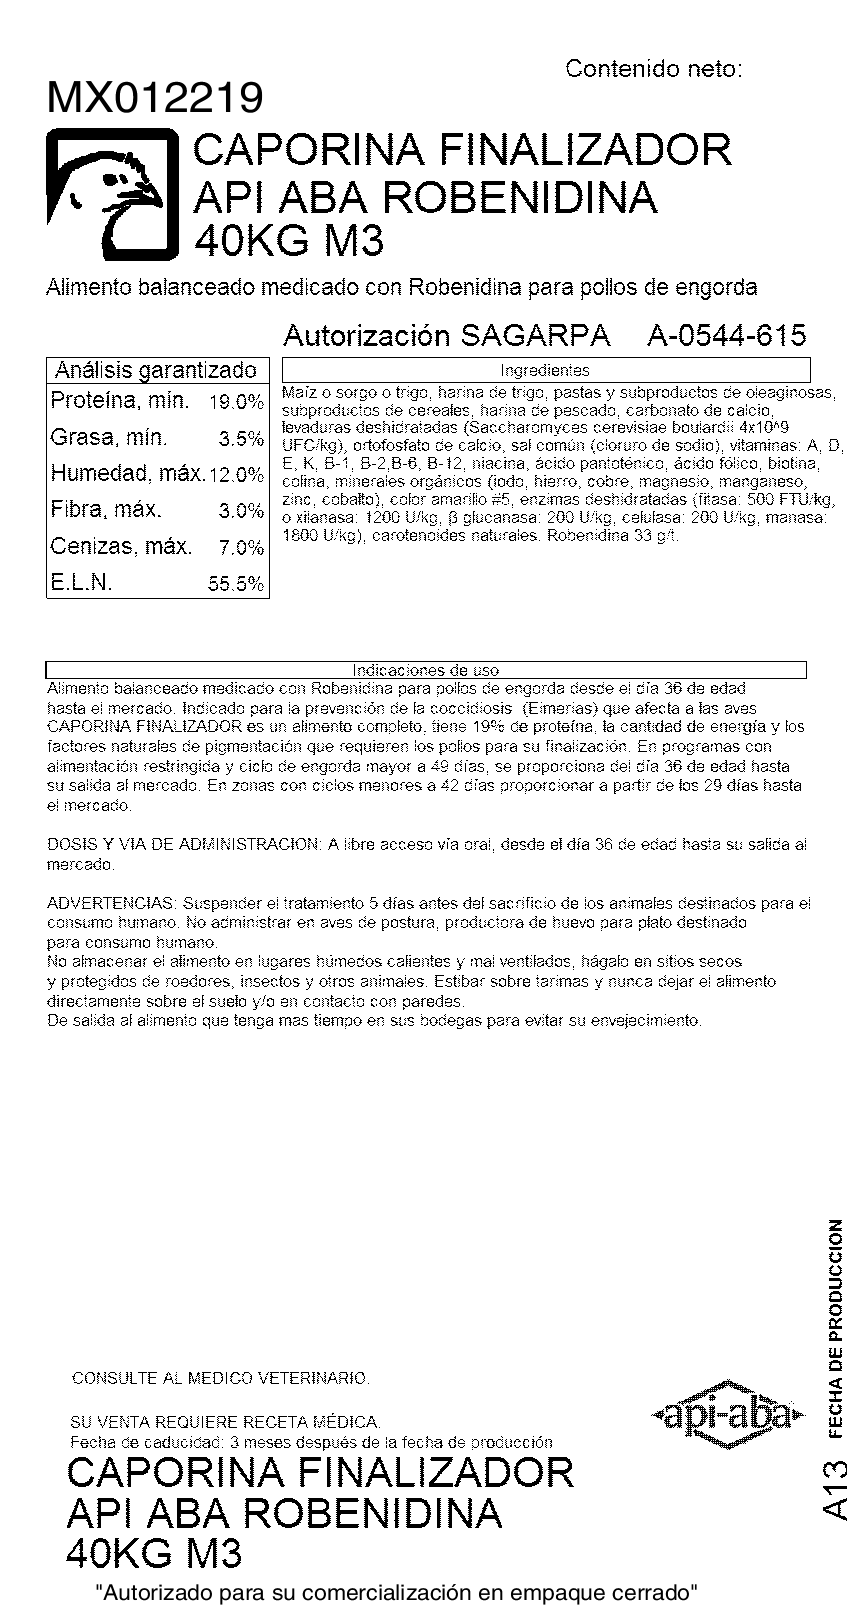 Contenido neto:
MX012219
CAPORINA FINALIZADOR
API ABA ROBENIDINA
40KG M3
Alimento balanceado medicado con Robenidina para pollos de engorda
Autorización SAGARPA A-0544-615
Análisis garantizado
Proteína, mín. 19.0%
Grasa, mín. 3.5%
Humedad, máx. 12.0%
Fibra, máx. 3.0%
Cenizas, máx. 7.0%
E.L.N. 55.5%
Ingredientes
Maíz o sorgo o trigo, harina de trigo, pastas y subproductos de oleaginosas,
subproductos de cereales, harina de pescado, carbonato de calcio,
levaduras deshidratadas (Saccharomyces cerevisiae boulardii 4x10^9
UFC/kg), ortofosfato de calcio, sal común (cloruro de sodio), vitaminas: A, D,
E, K, B-1, B-2,B-6, B-12, niacina, ácido pantoténico, ácido fólico, biotina,
colina, minerales orgánicos (iodo, hierro, cobre, magnesio, manganeso,
zinc, cobalto), color amarillo #5, enzimas deshidratadas (fitasa: 500 FTU/kg,
o xilanasa: 1200 U/kg, β glucanasa: 200 U/kg, celulasa: 200 U/kg, manasa:
1800 U/kg), carotenoides naturales. Robenidina 33 g/t.
Indicaciones de uso
Alimento balanceado medicado con Robenidina para pollos de engorda desde el día 36 de edad
hasta el mercado. Indicado para la prevención de la coccidiosis (Eimerias) que afecta a las aves
CAPORINA FINALIZADOR es un alimento completo, tiene 19% de proteína, la cantidad de energía y los
factores naturales de pigmentación que requieren los pollos para su finalización. En programas con
alimentación restringida y ciclo de engorda mayor a 49 días, se proporciona del día 36 de edad hasta
su salida al mercado. En zonas con ciclos menores a 42 días proporcionar a partir de los 29 días hasta
el mercado.
DOSIS Y VIA DE ADMINISTRACION: A libre acceso vía oral, desde el día 36 de edad hasta su salida al
mercado.
ADVERTENCIAS: Suspender el tratamiento 5 días antes del sacrificio de los animales destinados para el
consumo humano. No administrar en aves de postura, productora de huevo para plato destinado
para consumo humano.
No almacenar el alimento en lugares húmedos calientes y mal ventilados, hágalo en sitios secos
y protegidos de roedores, insectos y otros animales. Estibar sobre tarimas y nunca dejar el alimento
directamente sobre el suelo y/o en contacto con paredes.
De salida al alimento que tenga mas tiempo en sus bodegas para evitar su envejecimiento.
FECHA DE PRODUCCION
A13
CONSULTE AL MEDICO VETERINARIO.
api-aba
SU VENTA REQUIERE RECETA MÉDICA.
Fecha de caducidad: 3 meses después de la fecha de producción
CAPORINA FINALIZADOR
API ABA ROBENIDINA
40KG M3
"Autorizado para su comercialización en empaque cerrado"